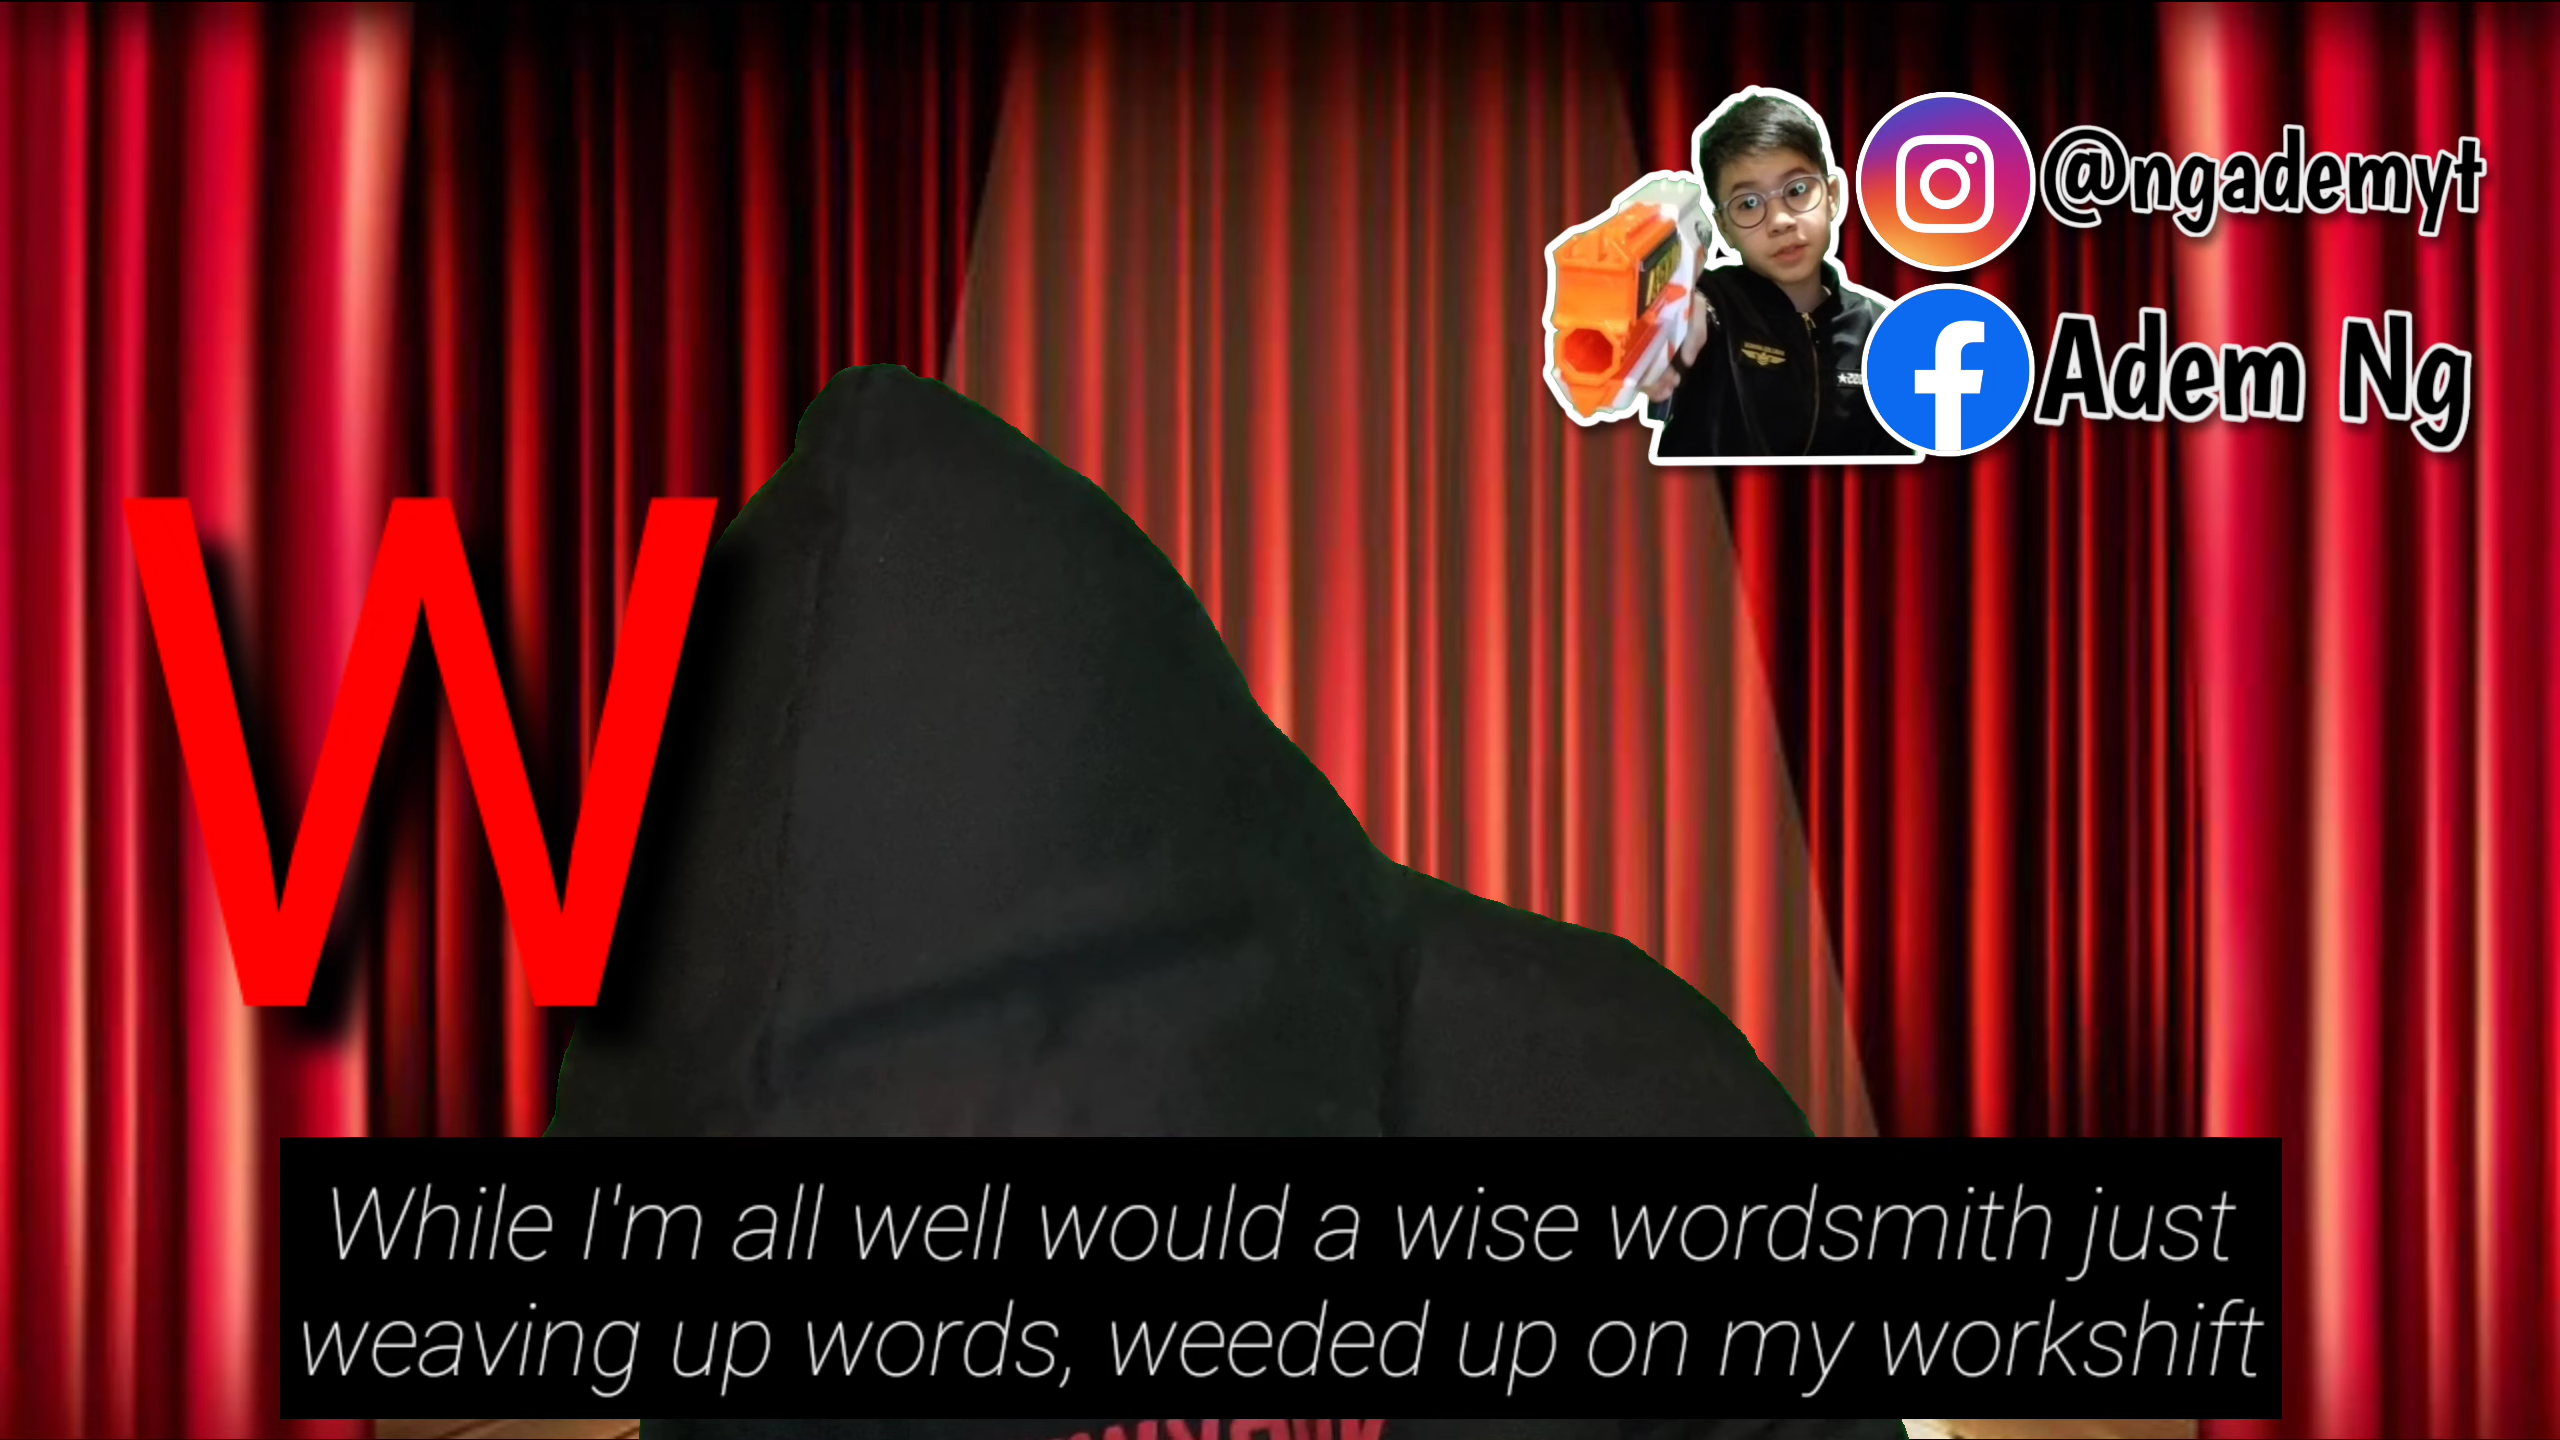 @ngademyt
Adem Ng
W
While I'm all well would a wise wordsmith just
weaving up words, weeded up on my workshift